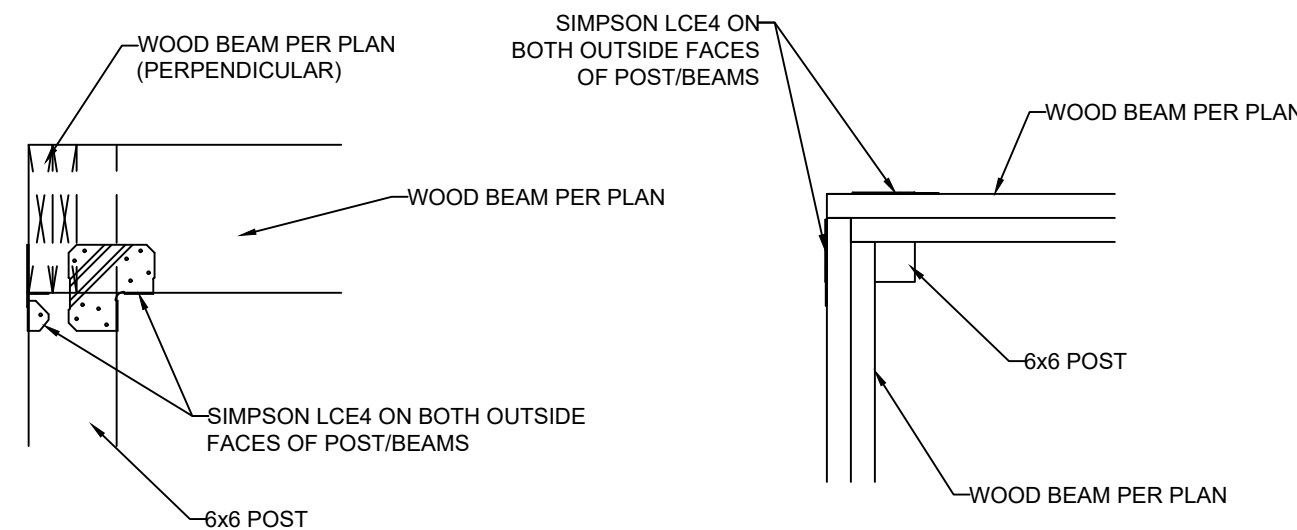 WOOD BEAM PER PLAN
(PERPENDICULAR)
WOOD BEAM PER PLAN
SIMPSON LCE4 ON BOTH OUTSIDE
FACES OF POST/BEAMS
6x6 POST
SIMPSON LCE4 ON
BOTH OUTSIDE FACES
OF POST/BEAMS
WOOD BEAM PER PLAN
6x6 POST
WOOD BEAM PER PLAN